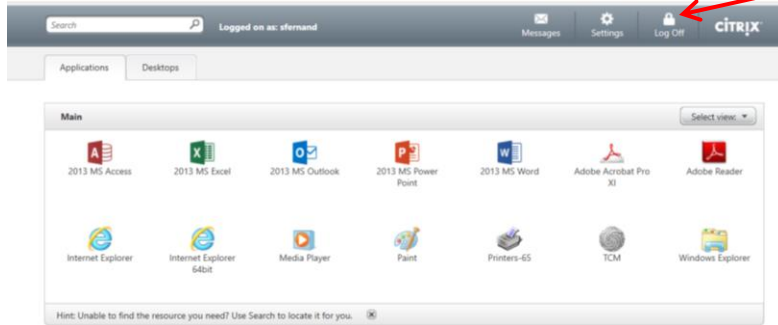 Search
Logged on as: sfernand
Messages
Settings
Log Off
CİTRIX
Applications
Desktops
Main
Select view:
2013 MS Access
2013 MS Excel
2013 MS Outlook
2013 MS Power
Point
2013 MS Word
Adobe Acrobat Pro
XI
Adobe Reader
Internet Explorer
Internet Explorer
64bit
Media Player
Paint
Printers-65
TCM
Windows Explorer
Hint: Unable to find the resource you need? Use Search to locate it for you.